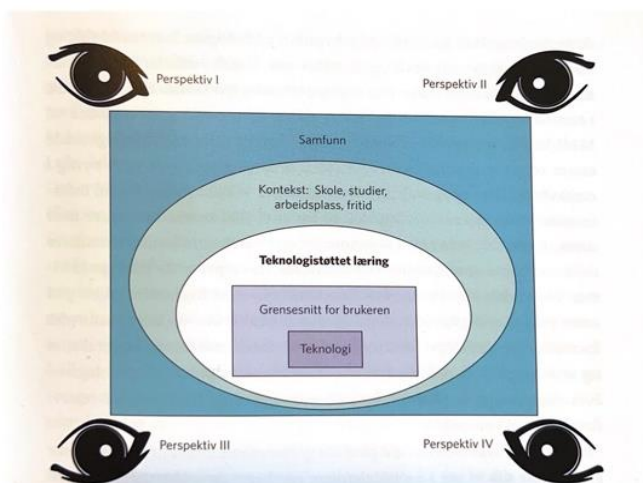 Perspektiv I
Perspektiv II
Samfunn
Kontekst: Skole, studier,
arbeidsplass, fritid
Teknologistøttet læring
Grensesnitt for brukeren
Teknologi
Perspektiv III
Perspektiv IV